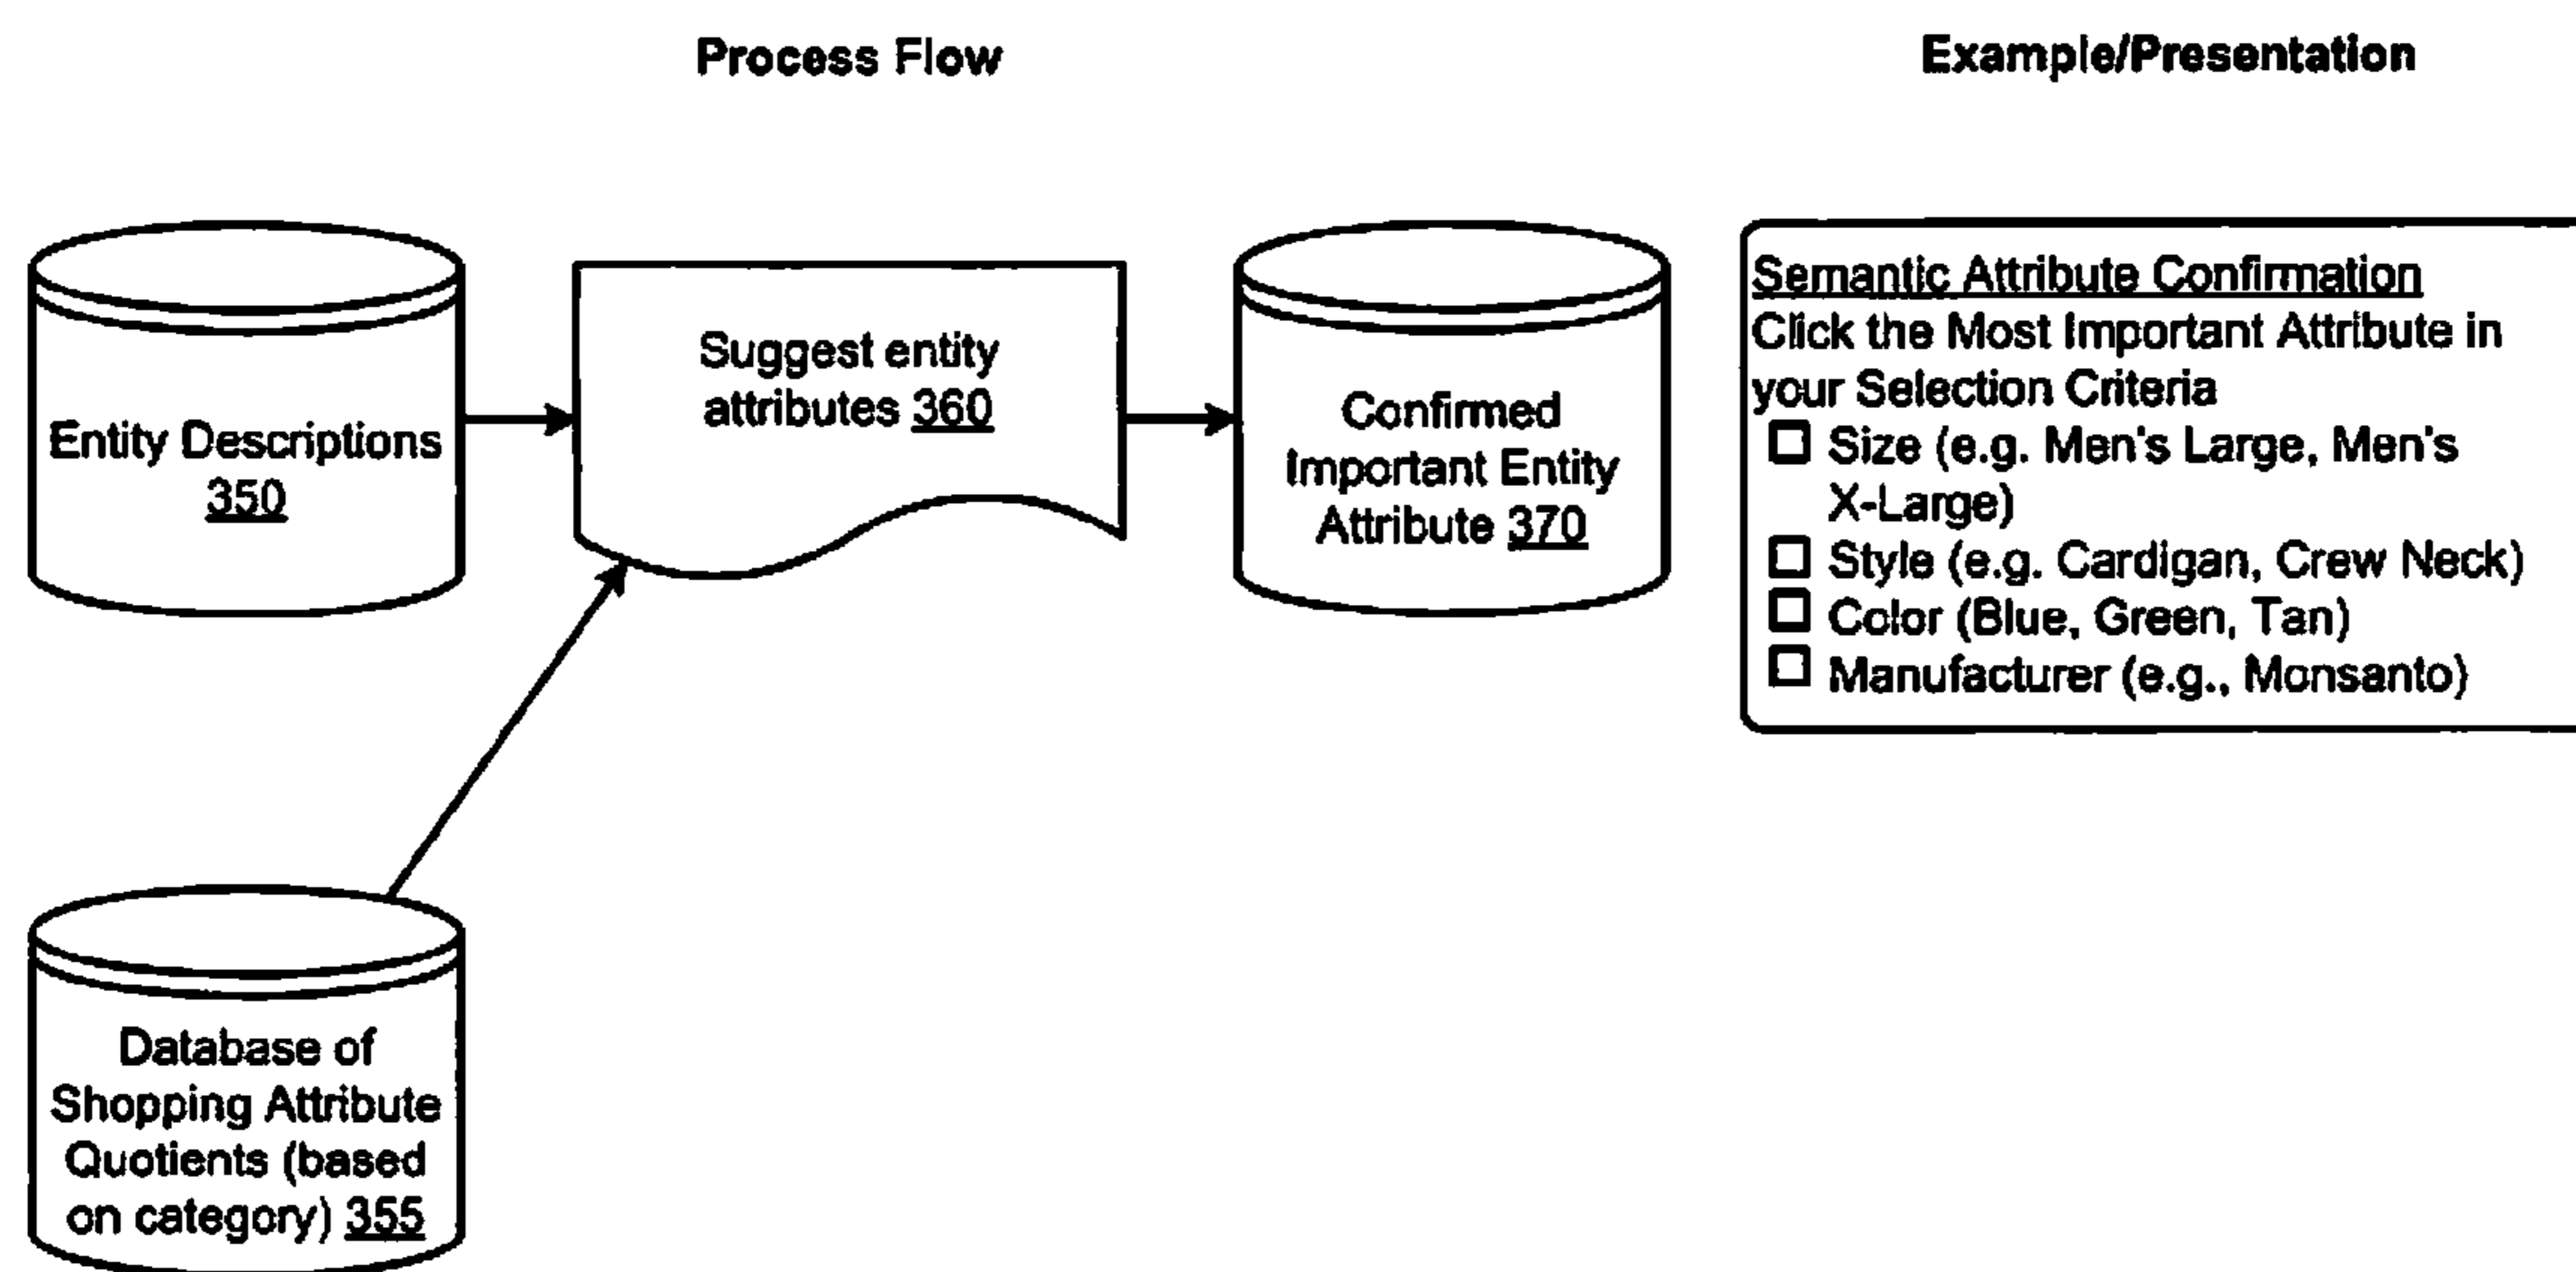 Process Flow
Example/Presentation
Entity Descriptions
350
Suggest entity
attributes 360
Confirmed
Important Entity
Attribute 370
Semantic Attribute Confirmation
Click the Most Important Attribute in
your Selection Criteria
Size (e.g. Men's Large, Men's
X-Large)
Style (e.g. Cardigan, Crew Neck)
Color (Blue, Green, Tan)
Manufacturer (e.g., Monsanto)
Database of
Shopping Attribute
Quotients (based
on category) 355